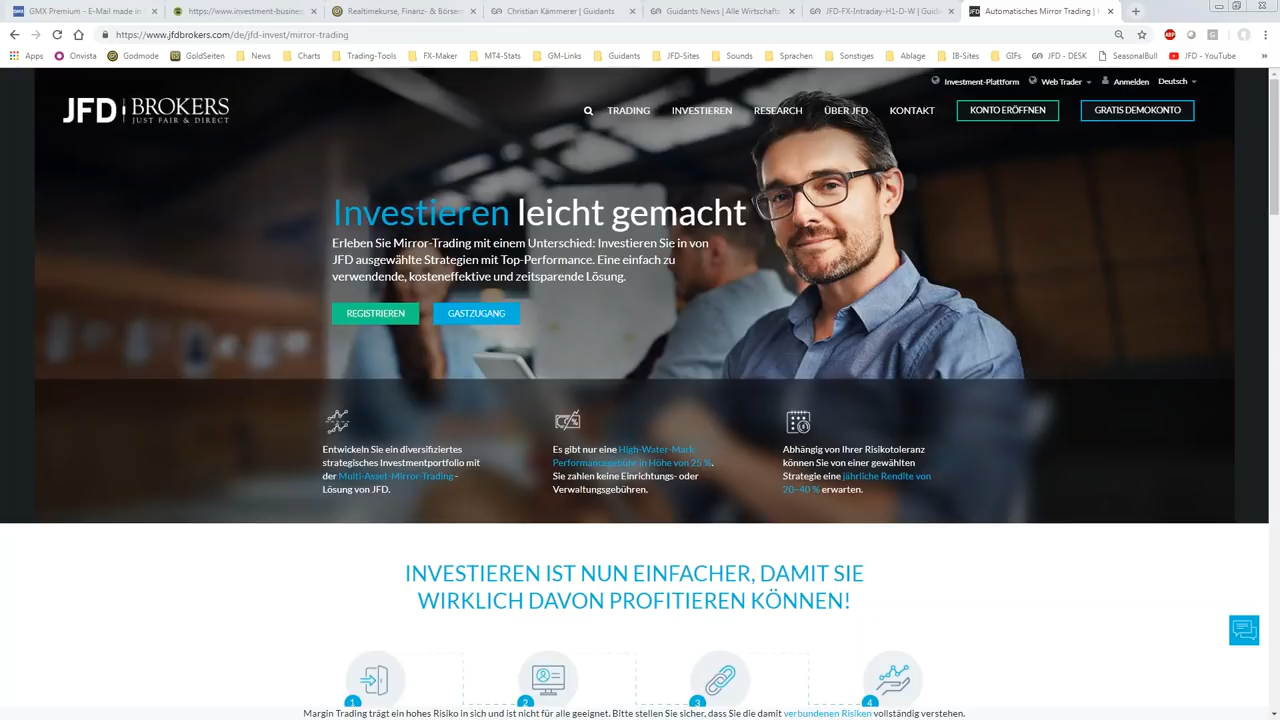 GMX Premium - E-Mail made in
https://www.investment-busines
Realtimekurse, Finanz- & Börsen
Christian Kämmerer | Guidants
Guidants News | Alle Wirtschafts
JFD-FX-Intraday-H1-D-W | Guid
Automatisches Mirror Trading |
https://www.jfdbrokers.com/de/jfd-invest/mirror-trading
Onvista
Godmode
GoldSeiten
News
Charts
Trading-Tools
FX-Maker
MT4-Stats
GM-Links
Guidants
JFD-Sites
Sounds
Sprachen
Sonstiges
Ablage
IB-Sites
GIFs
JFD - DESK
SeasonalBull
JFD - YouTube
Investment-Plattform
Web Trader
Anmelden
Deutsch
JFD BROKERS
JUST FAIR & DIRECT
TRADING
INVESTIEREN
RESEARCH
ÜBER JFD
KONTAKT
KONTO ERÖFFNEN
GRATIS DEMOKONTO
Investieren leicht gemacht
Erleben Sie Mirror-Trading mit einem Unterschied: Investieren Sie in von
JFD ausgewählte Strategien mit Top-Performance. Eine einfach zu
verwendende, kosteneffektive und zeitsparende Lösung.
REGISTRIEREN
GASTZUGANG
Entwickeln Sie ein diversifiziertes
strategisches Investmentportfolio mit
der Multi-Asset-Mirror-Trading -
Lösung von JFD.
Es gibt nur eine High-Water-Mark-
Performancegebühr in Höhe von 25 %.
Sie zahlen keine Einrichtungs- oder
Verwaltungsgebühren.
Abhängig von Ihrer Risikotoleranz
können Sie von einer gewählten
Strategie eine jährliche Rendite von
20-40 % erwarten.
INVESTIEREN IST NUN EINFACHER, DAMIT SIE
WIRKLICH DAVON PROFITIEREN KÖNNEN!
1
2
3
4
Margin Trading trägt ein hohes Risiko in sich und ist nicht für alle geeignet. Bitte stellen Sie sicher, dass Sie die damit verbundenen Risiken vollständig verstehen.